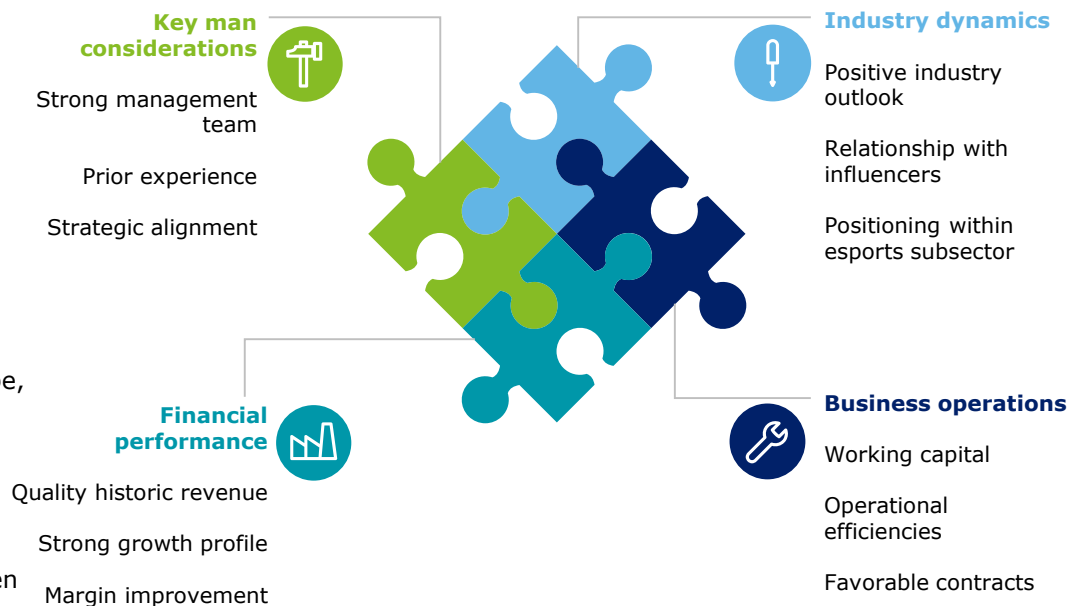 Key man
considerations
Strong management
team
Prior experience
Strategic alignment
Industry dynamics
Positive industry
outlook
Relationship with
influencers
Positioning within
esports subsector
Financial
performance
Quality historic revenue
Strong growth profile
Margin improvement
Business operations
Working capital
Operational
efficiencies
Favorable contracts